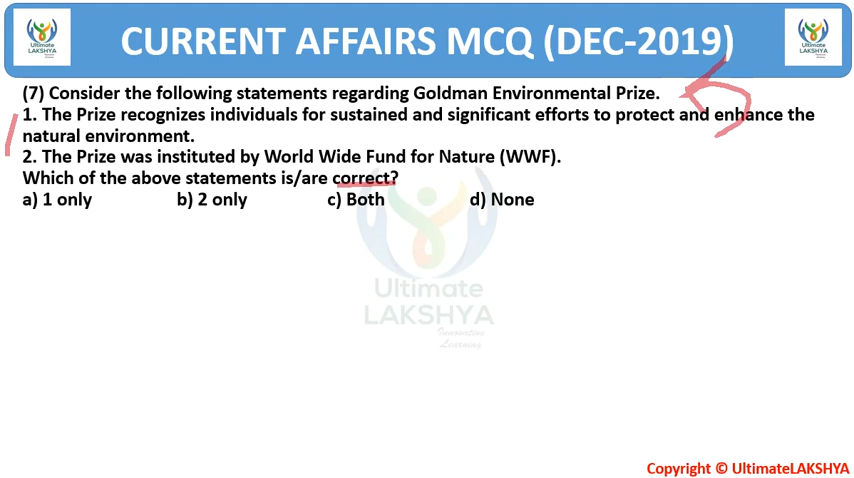 Ultimate
LAKSHYA
CURRENT AFFAIRS MCQ (DEC-2019)
Ultimate
LAKSHYA
(7) Consider the following statements regarding Goldman Environmental Prize.
1. The Prize recognizes individuals for sustained and significant efforts to protect and enhance the
natural environment.
2. The Prize was instituted by World Wide Fund for Nature (WWF).
Which of the above statements is/are correct?
a) 1 only b) 2 only c) Both d) None
Ultimate
LAKSHYA
Innovation
Learning
Copyright © UltimateLAKSHYA